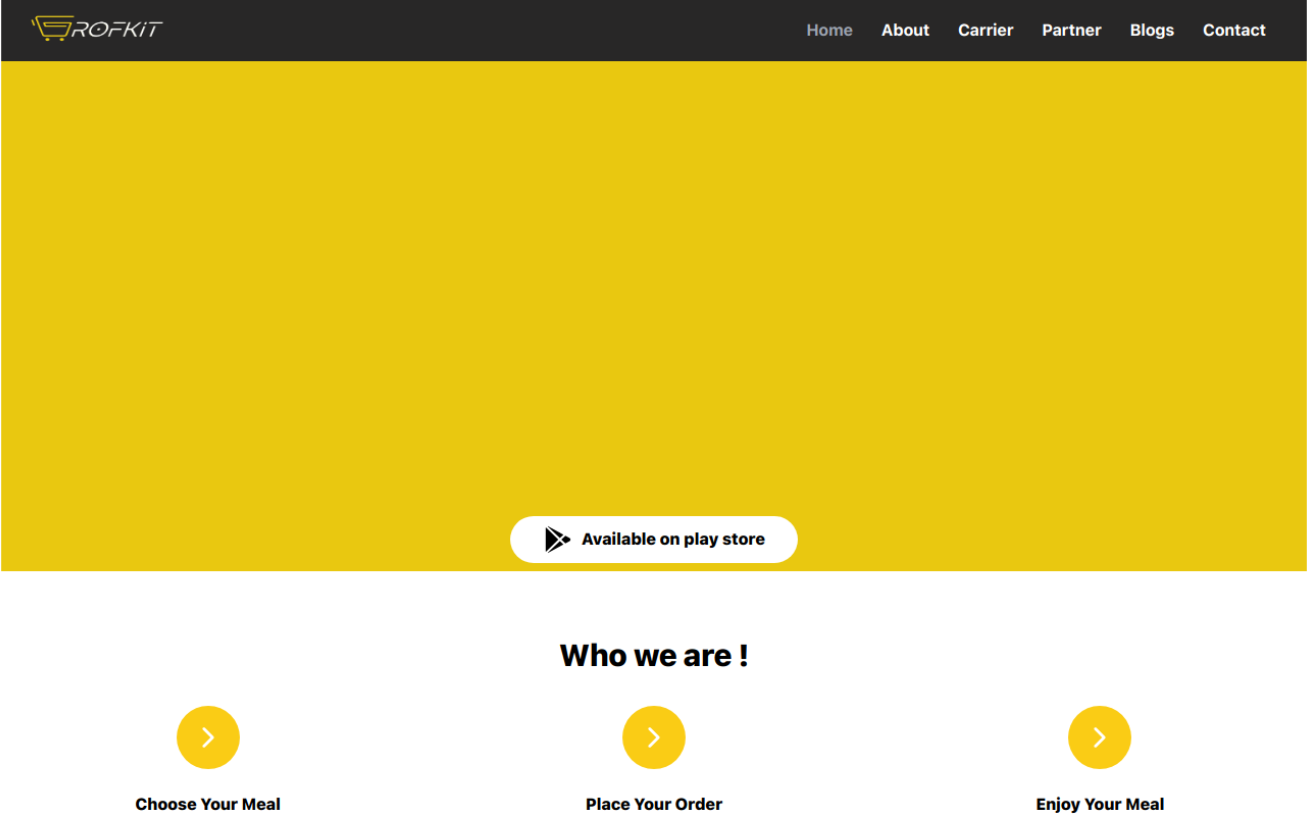 GROFKiT
Home About Carrier Partner Blogs Contact
Available on play store
Who we are !
Choose Your Meal Place Your Order Enjoy Your Meal